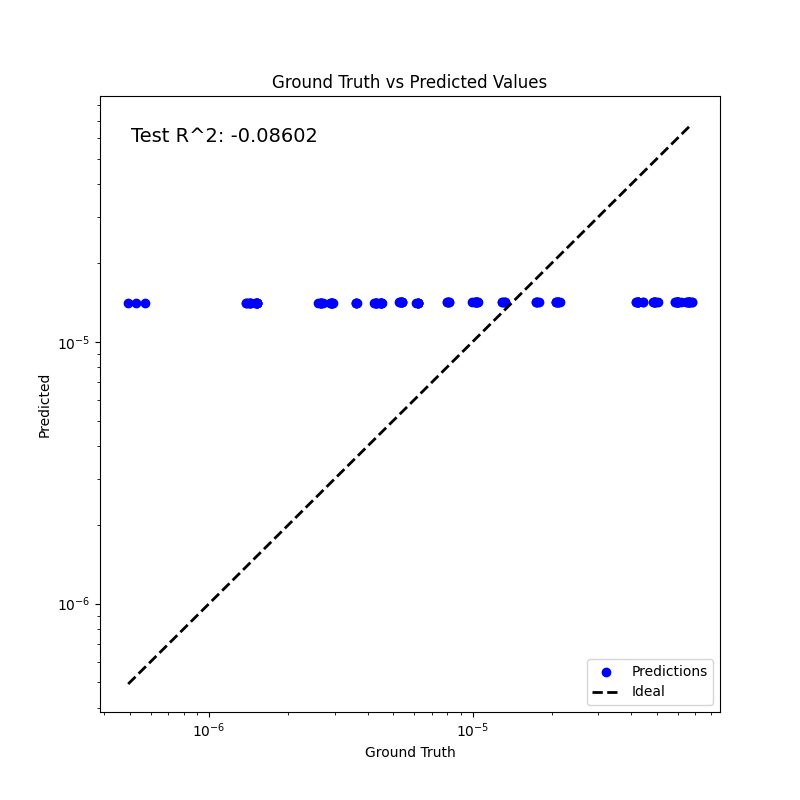 Ground Truth vs Predicted Values
Test R^2: -0.08602
Predicted
10⁻⁵
10⁻⁶
10⁻⁶
10⁻⁵
Ground Truth
Predictions
Ideal